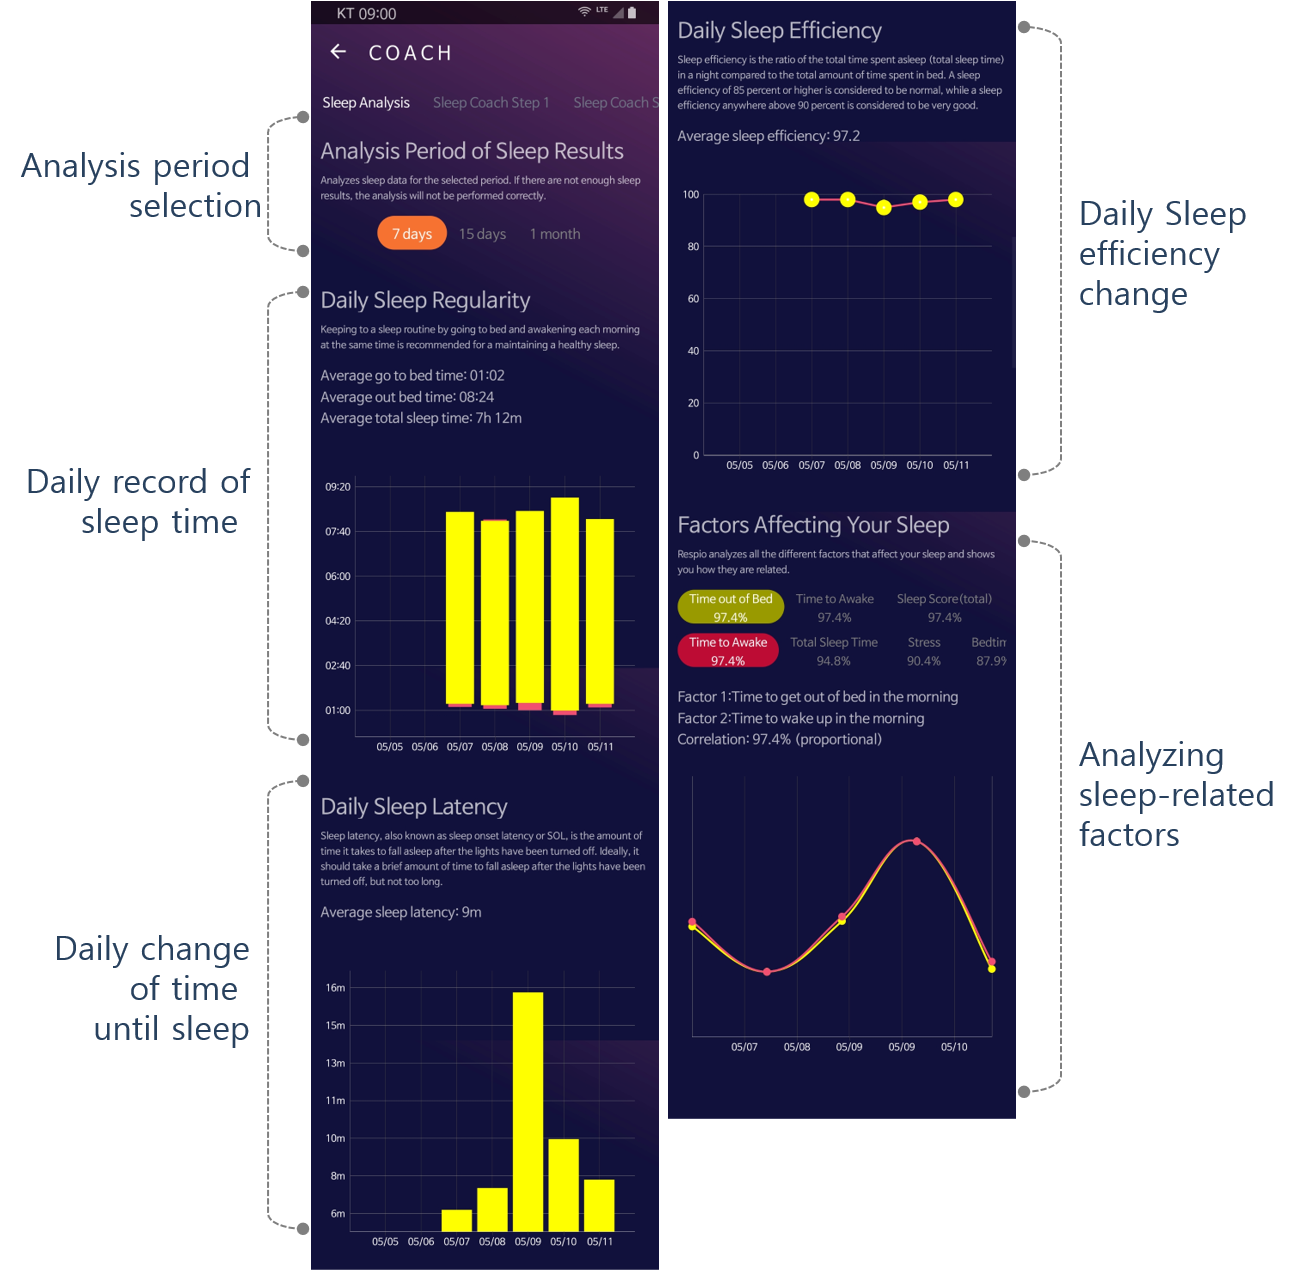 Analysis period
selection
Daily record of
sleep time
Daily change
of time
until sleep
KT 09:00
LTE
COACH
Sleep Analysis
Sleep Coach Step 1
Sleep Coach S
Analysis Period of Sleep Results
Analyzes sleep data for the selected period. If there are not enough sleep
results, the analysis will not be performed correctly.
7 days
15 days
1 month
Daily Sleep Regularity
Keeping to a sleep routine by going to bed and awakening each morning
at the same time is recommended for a maintaining a healthy sleep.
Average go to bed time: 01:02
Average out bed time: 08:24
Average total sleep time: 7h 12m
09:20
07:40
06:00
04:20
02:40
01:00
05/05 05/06 05/07 05/08 05/09 05/10 05/11
Daily Sleep Latency
Sleep latency, also known as sleep onset latency or SOL, is the amount of
time it takes to fall asleep after the lights have been turned off. Ideally, it
should take a brief amount of time to fall asleep after the lights have been
turned off, but not too long.
Average sleep latency: 9m
16m
15m
13m
11m
10m
8m
6m
05/05 05/06 05/07 05/08 05/09 05/10 05/11
Daily Sleep Efficiency
Sleep efficiency is the ratio of the total time spent asleep (total sleep time)
in a night compared to the total amount of time spent in bed. A sleep
efficiency of 85 percent or higher is considered to be normal, while a sleep
efficiency anywhere above 90 percent is considered to be very good.
Average sleep efficiency: 97.2
100
80
60
40
20
0
05/05 05/06 05/07 05/08 05/09 05/10 05/11
Factors Affecting Your Sleep
Respio analyzes all the different factors that affect your sleep and shows
you how they are related.
Time out of Bed Time to Awake Sleep Score(total)
97.4% 97.4% 97.4%
Time to Awake Total Sleep Time Stress Bedtim
97.4% 94.8% 90.4% 87.9%
Factor 1:Time to get out of bed in the morning
Factor 2:Time to wake up in the morning
Correlation: 97.4% (proportional)
05/07 05/08 05/09 05/09 05/10
Daily Sleep
efficiency
change
Analyzing
sleep-related
factors